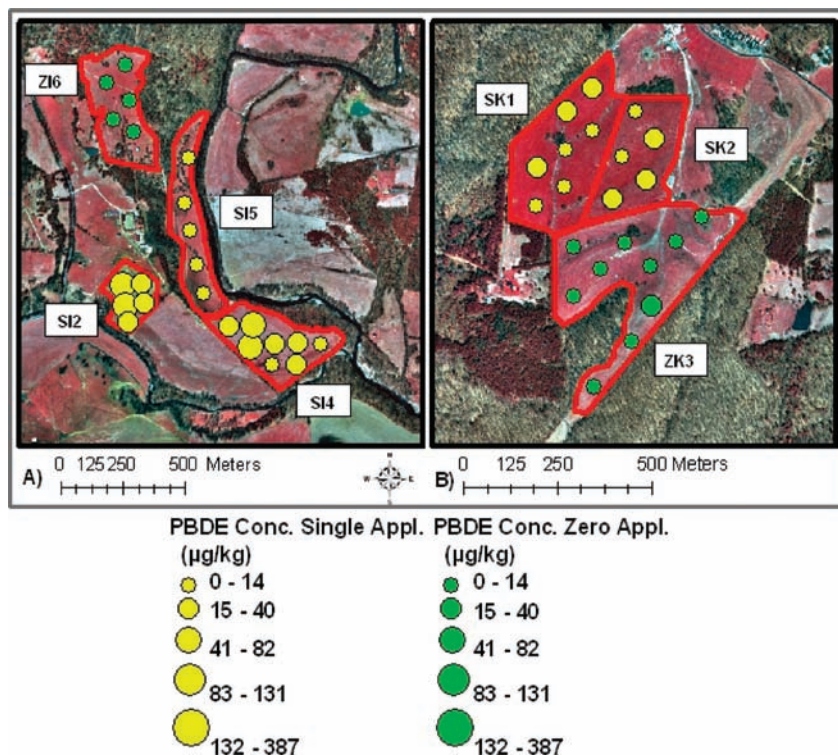 ZI6
SI5
SI2
SI4
SK1
SK2
ZK3
A) 0 125 250 500 Meters
N
W E
S
B) 0 125 250 500 Meters
PBDE Conc. Single Appl. PBDE Conc. Zero Appl.
(µg/kg) (µg/kg)
0 - 14 0 - 14
15 - 40 15 - 40
41 - 82 41 - 82
83 - 131 83 - 131
132 - 387 132 - 387